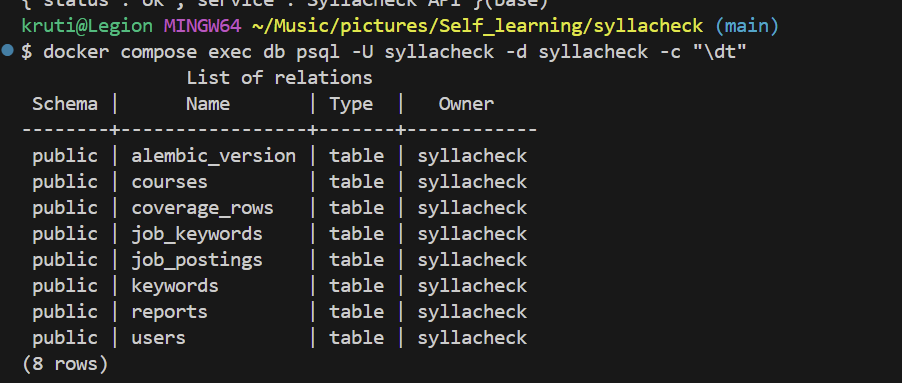 {"status":"ok","service":"SyllaCheck API"}(base)
kruti@Legion MINGW64 ~/Music/pictures/Self_learning/syllacheck (main)
$ docker compose exec db psql -U syllacheck -d syllacheck -c "\dt"
List of relations
Schema | Name | Type | Owner
--------+-----------------+-------+------------
public | alembic_version | table | syllacheck
public | courses | table | syllacheck
public | coverage_rows | table | syllacheck
public | job_keywords | table | syllacheck
public | job_postings | table | syllacheck
public | keywords | table | syllacheck
public | reports | table | syllacheck
public | users | table | syllacheck
(8 rows)